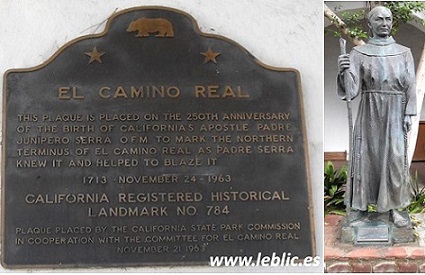 EL CAMINO REAL
THIS PLAQUE IS PLACED ON THE 250TH ANNIVERSARY
OF THE BIRTH OF CALIFORNIA'S APOSTLE, PADRE
JUNIPERO SERRA, O.F.M. TO MARK THE NORTHERN
TERMINUS OF EL CAMINO REAL AS PADRE SERRA
KNEW IT AND HELPED TO BLAZE IT.
1713 - NOVEMBER 24 - 1963
CALIFORNIA REGISTERED HISTORICAL
LANDMARK NO. 784
PLAQUE PLACED BY THE CALIFORNIA STATE PARK COMMISSION
IN COOPERATION WITH THE COMMITTEE FOR EL CAMINO REAL
NOVEMBER 21, 1963
www.leblic.es